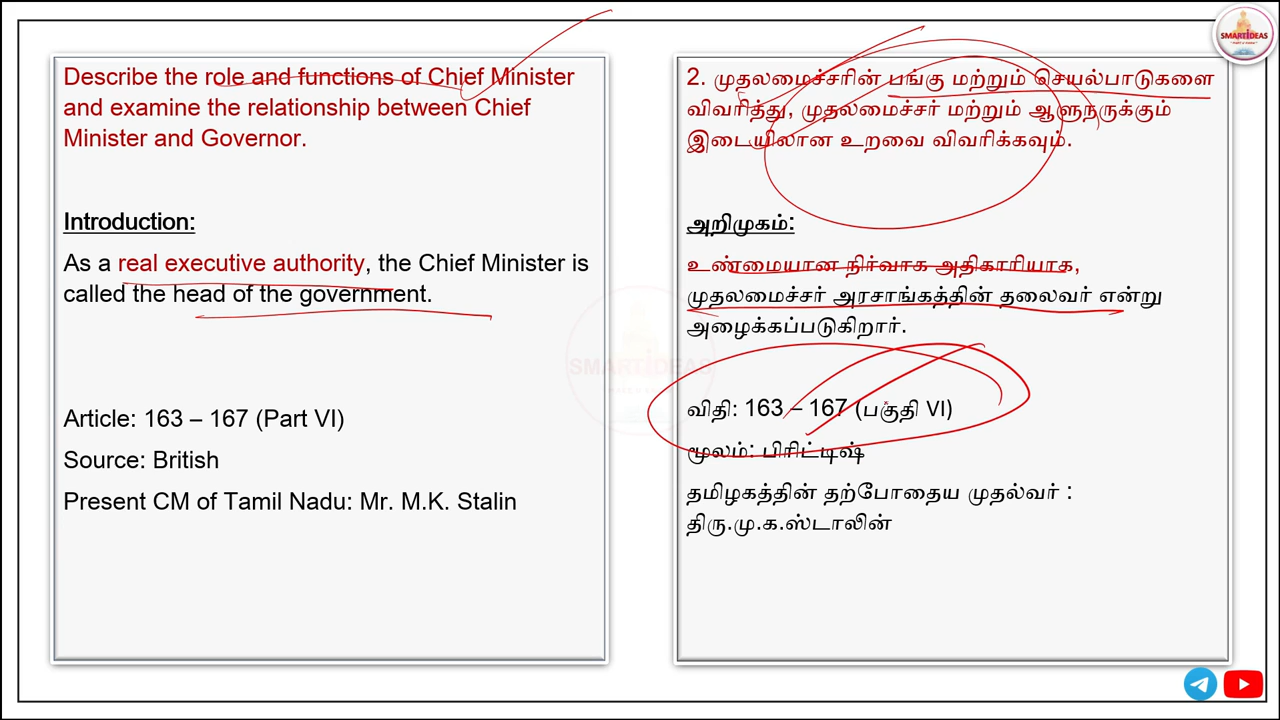 SMARTIDEAS
Describe the role and functions of Chief Minister
and examine the relationship between Chief
Minister and Governor.
Introduction:
As a real executive authority, the Chief Minister is
called the head of the government.
Article: 163 – 167 (Part VI)
Source: British
Present CM of Tamil Nadu: Mr. M.K. Stalin
2. முதலமைச்சரின் பங்கு மற்றும் செயல்பாடுகளை
விவரித்து, முதலமைச்சர் மற்றும் ஆளுநருக்கும்
இடையிலான உறவை விவரிக்கவும்.
அறிமுகம்:
உண்மையான நிர்வாக அதிகாரியாக,
முதலமைச்சர் அரசாங்கத்தின் தலைவர் என்று
அழைக்கப்படுகிறார்.
விதி: 163 – 167 (பகுதி VI)
மூலம்: பிரிட்டிஷ்
தமிழகத்தின் தற்போதைய முதல்வர் :
திரு.மு.க.ஸ்டாலின்
SMARTIDEAS